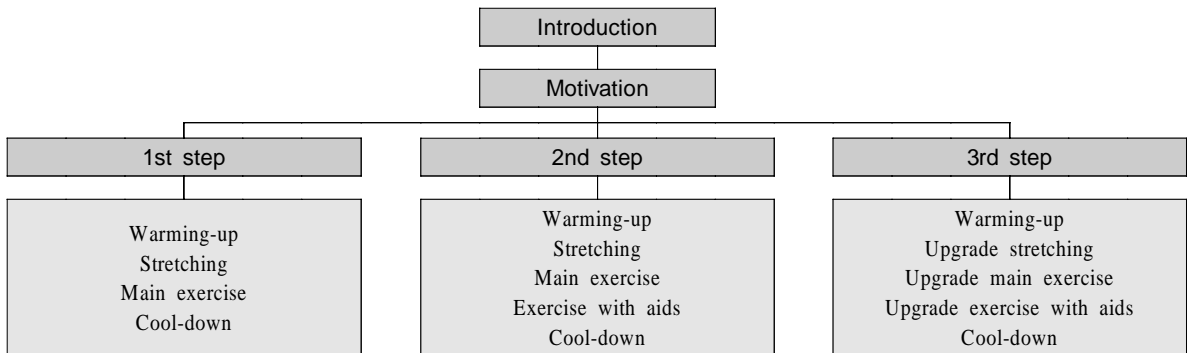 Introduction
Motivation
1st step
Warming-up
Stretching
Main exercise
Cool-down
2nd step
Warming-up
Stretching
Main exercise
Exercise with aids
Cool-down
3rd step
Warming-up
Upgrade stretching
Upgrade main exercise
Upgrade exercise with aids
Cool-down